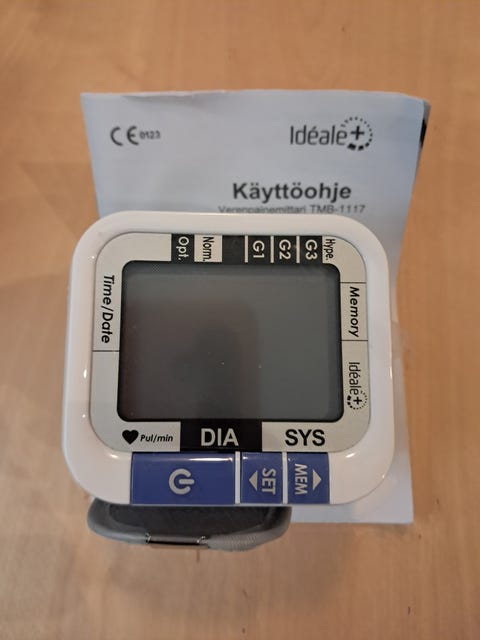 CE 0123
Idéale+
Käyttöohje
Verenpainemittari TMB-1117
Opt.
Norm.
G1
G2
G3
Hype.
Time/Date
Memory
Idéale+
Pul/min
DIA
SYS
SET
MEM